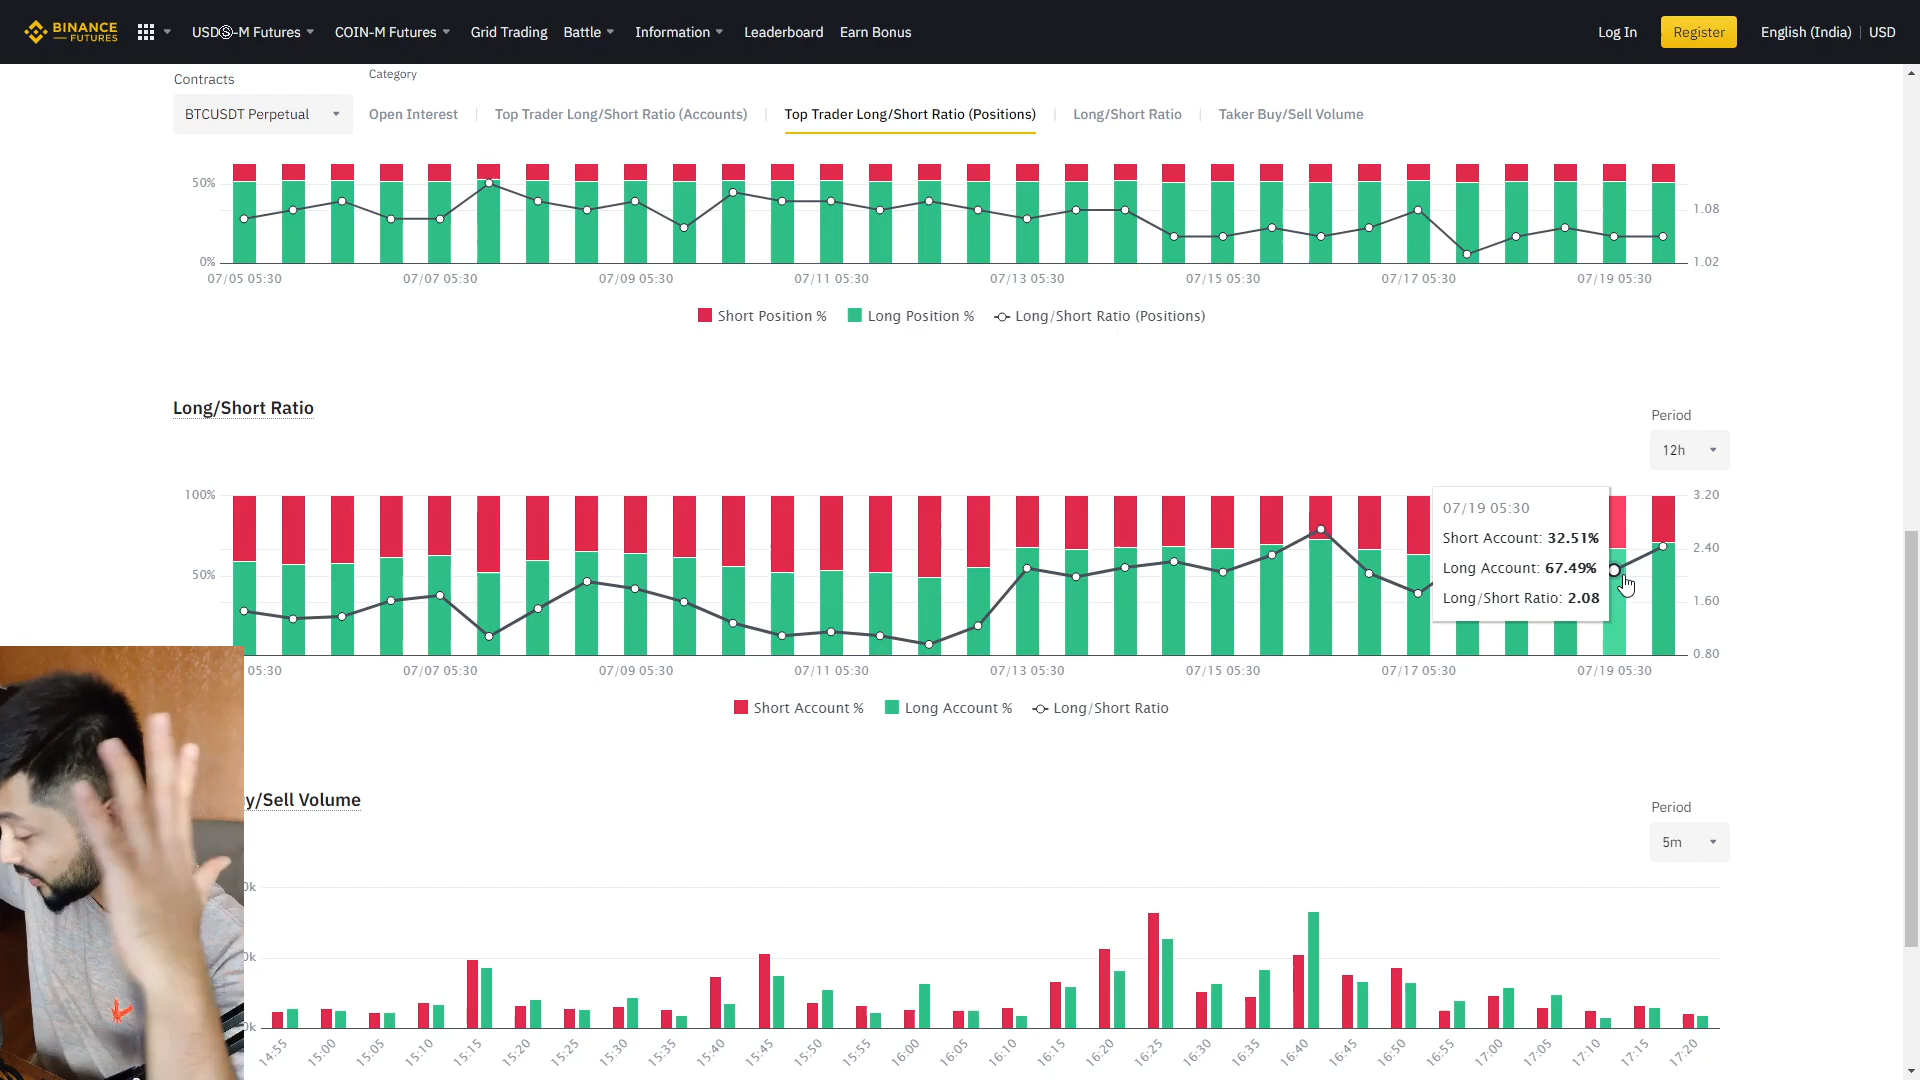 BINANCE
FUTURES
USDⓈ-M Futures
COIN-M Futures
Grid Trading
Battle
Information
Leaderboard
Earn Bonus
Log In
Register
English (India)
USD
Contracts
Category
BTCUSDT Perpetual
Open Interest
Top Trader Long/Short Ratio (Accounts)
Top Trader Long/Short Ratio (Positions)
Long/Short Ratio
Taker Buy/Sell Volume
50%
0%
1.08
1.02
07/05 05:30
07/07 05:30
07/09 05:30
07/11 05:30
07/13 05:30
07/15 05:30
07/17 05:30
07/19 05:30
Short Position %
Long Position %
Long/Short Ratio (Positions)
Long/Short Ratio
Period
12h
100%
50%
3.20
2.40
1.60
0.80
07/19 05:30
Short Account: 32.51%
Long Account: 67.49%
Long/Short Ratio: 2.08
05:30
07/07 05:30
07/09 05:30
07/11 05:30
07/13 05:30
07/15 05:30
07/17 05:30
07/19 05:30
Short Account %
Long Account %
Long/Short Ratio
y/Sell Volume
Period
5m
0k
0k
0k
14:55
15:00
15:05
15:10
15:15
15:20
15:25
15:30
15:35
15:40
15:45
15:50
15:55
16:00
16:05
16:10
16:15
16:20
16:25
16:30
16:35
16:40
16:45
16:50
16:55
17:00
17:05
17:10
17:15
17:20